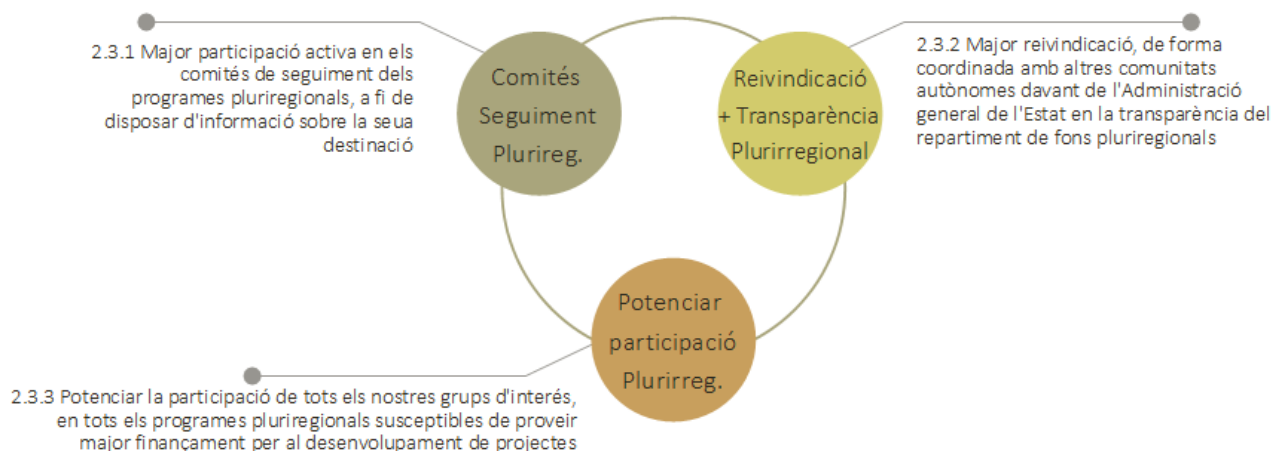 2.3.1 Major participació activa en els
comités de seguiment dels
programes pluriregionals, a fi de
disposar d'informació sobre la seua
destinació
Comités
Seguiment
Plurireg.
Reivindicació
+ Transparència
Plurirregional
2.3.2 Major reivindicació, de forma
coordinada amb altres comunitats
autònomes davant de l'Administració
general de l'Estat en la transparència del
repartiment de fons pluriregionals
Potenciar
participació
Plurirreg.
2.3.3 Potenciar la participació de tots els nostres grups d'interés,
en tots els programes pluriregionals susceptibles de proveir
major finançament per al desenvolupament de projectes